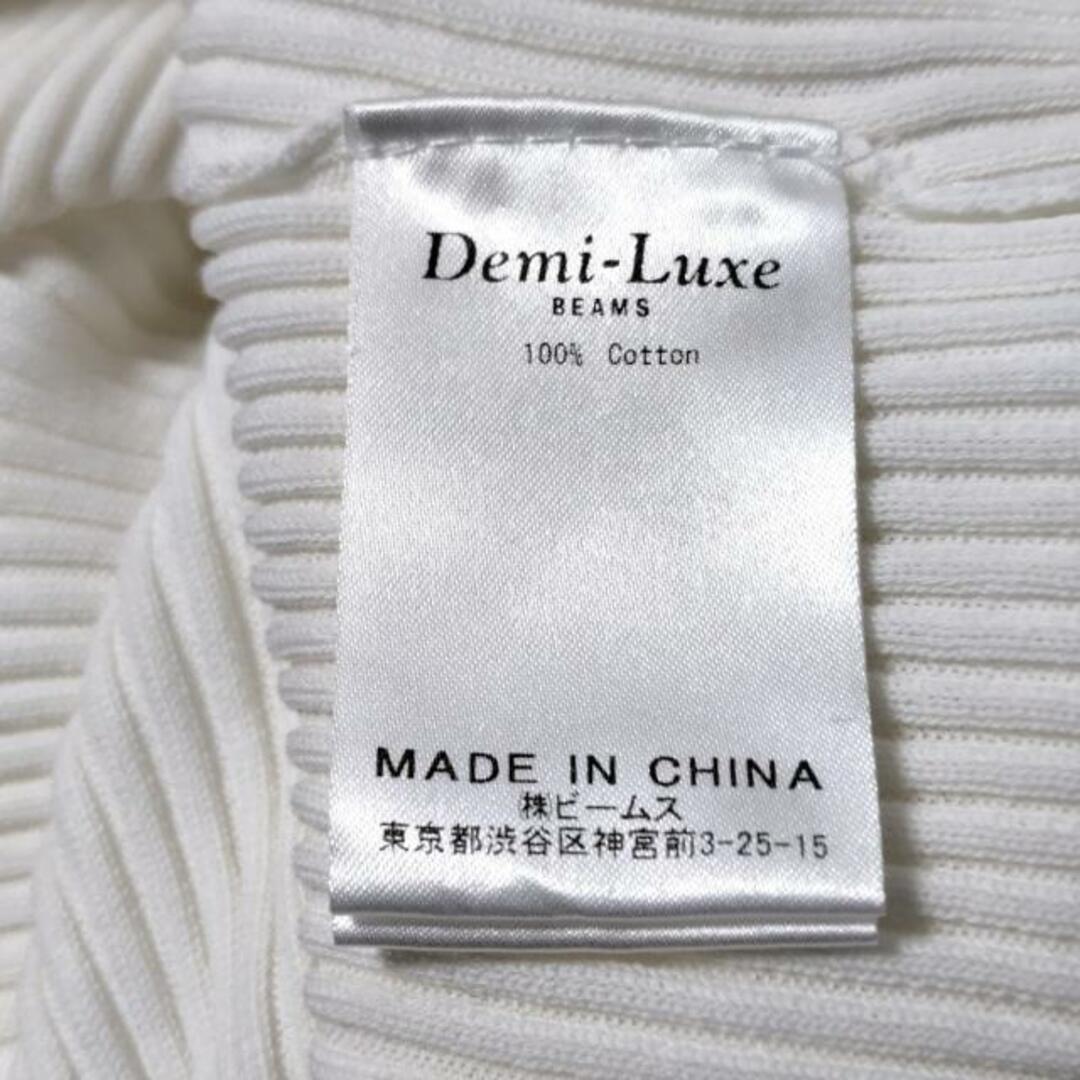 Demi-Luxe
BEAMS
100% Cotton
MADE IN CHINA
㈱ビームス
東京都渋谷区神宮前3-25-15